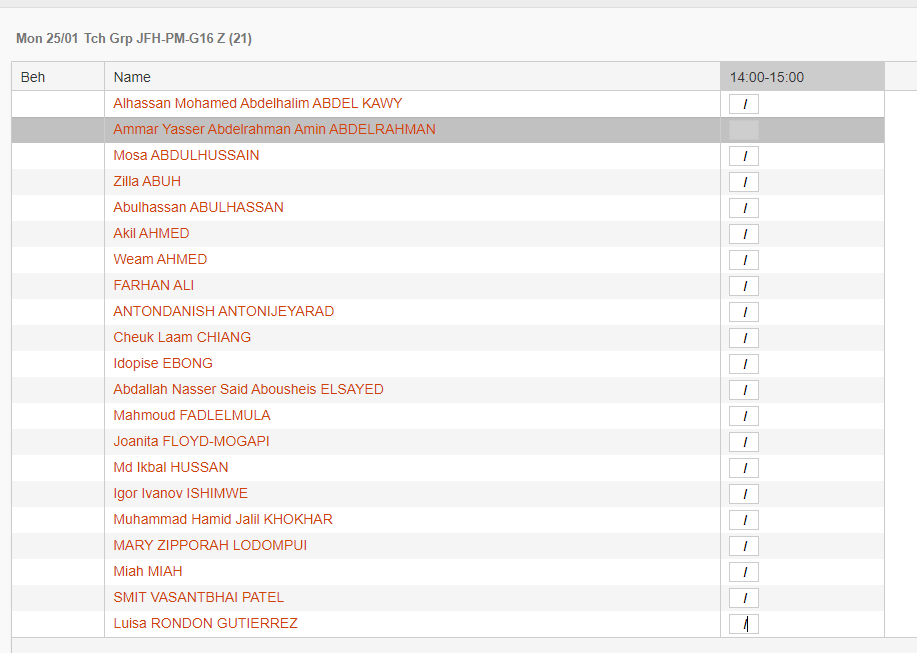 Mon 25/01 Tch Grp JFH-PM-G16 Z (21)
Beh Name 14:00-15:00
Alhassan Mohamed Abdelhalim ABDEL KAWY /
Ammar Yasser Abdelrahman Amin ABDELRAHMAN
Mosa ABDULHUSSAIN /
Zilla ABUH /
Abulhassan ABULHASSAN /
Akil AHMED /
Weam AHMED /
FARHAN ALI /
ANTONDANISH ANTONIJEYARAD /
Cheuk Laam CHIANG /
Idopise EBONG /
Abdallah Nasser Said Abousheis ELSAYED /
Mahmoud FADLELMULA /
Joanita FLOYD-MOGAPI /
Md Ikbal HUSSAN /
Igor Ivanov ISHIMWE /
Muhammad Hamid Jalil KHOKHAR /
MARY ZIPPORAH LODOMPUI /
Miah MIAH /
SMIT VASANTBHAI PATEL /
Luisa RONDON GUTIERREZ /